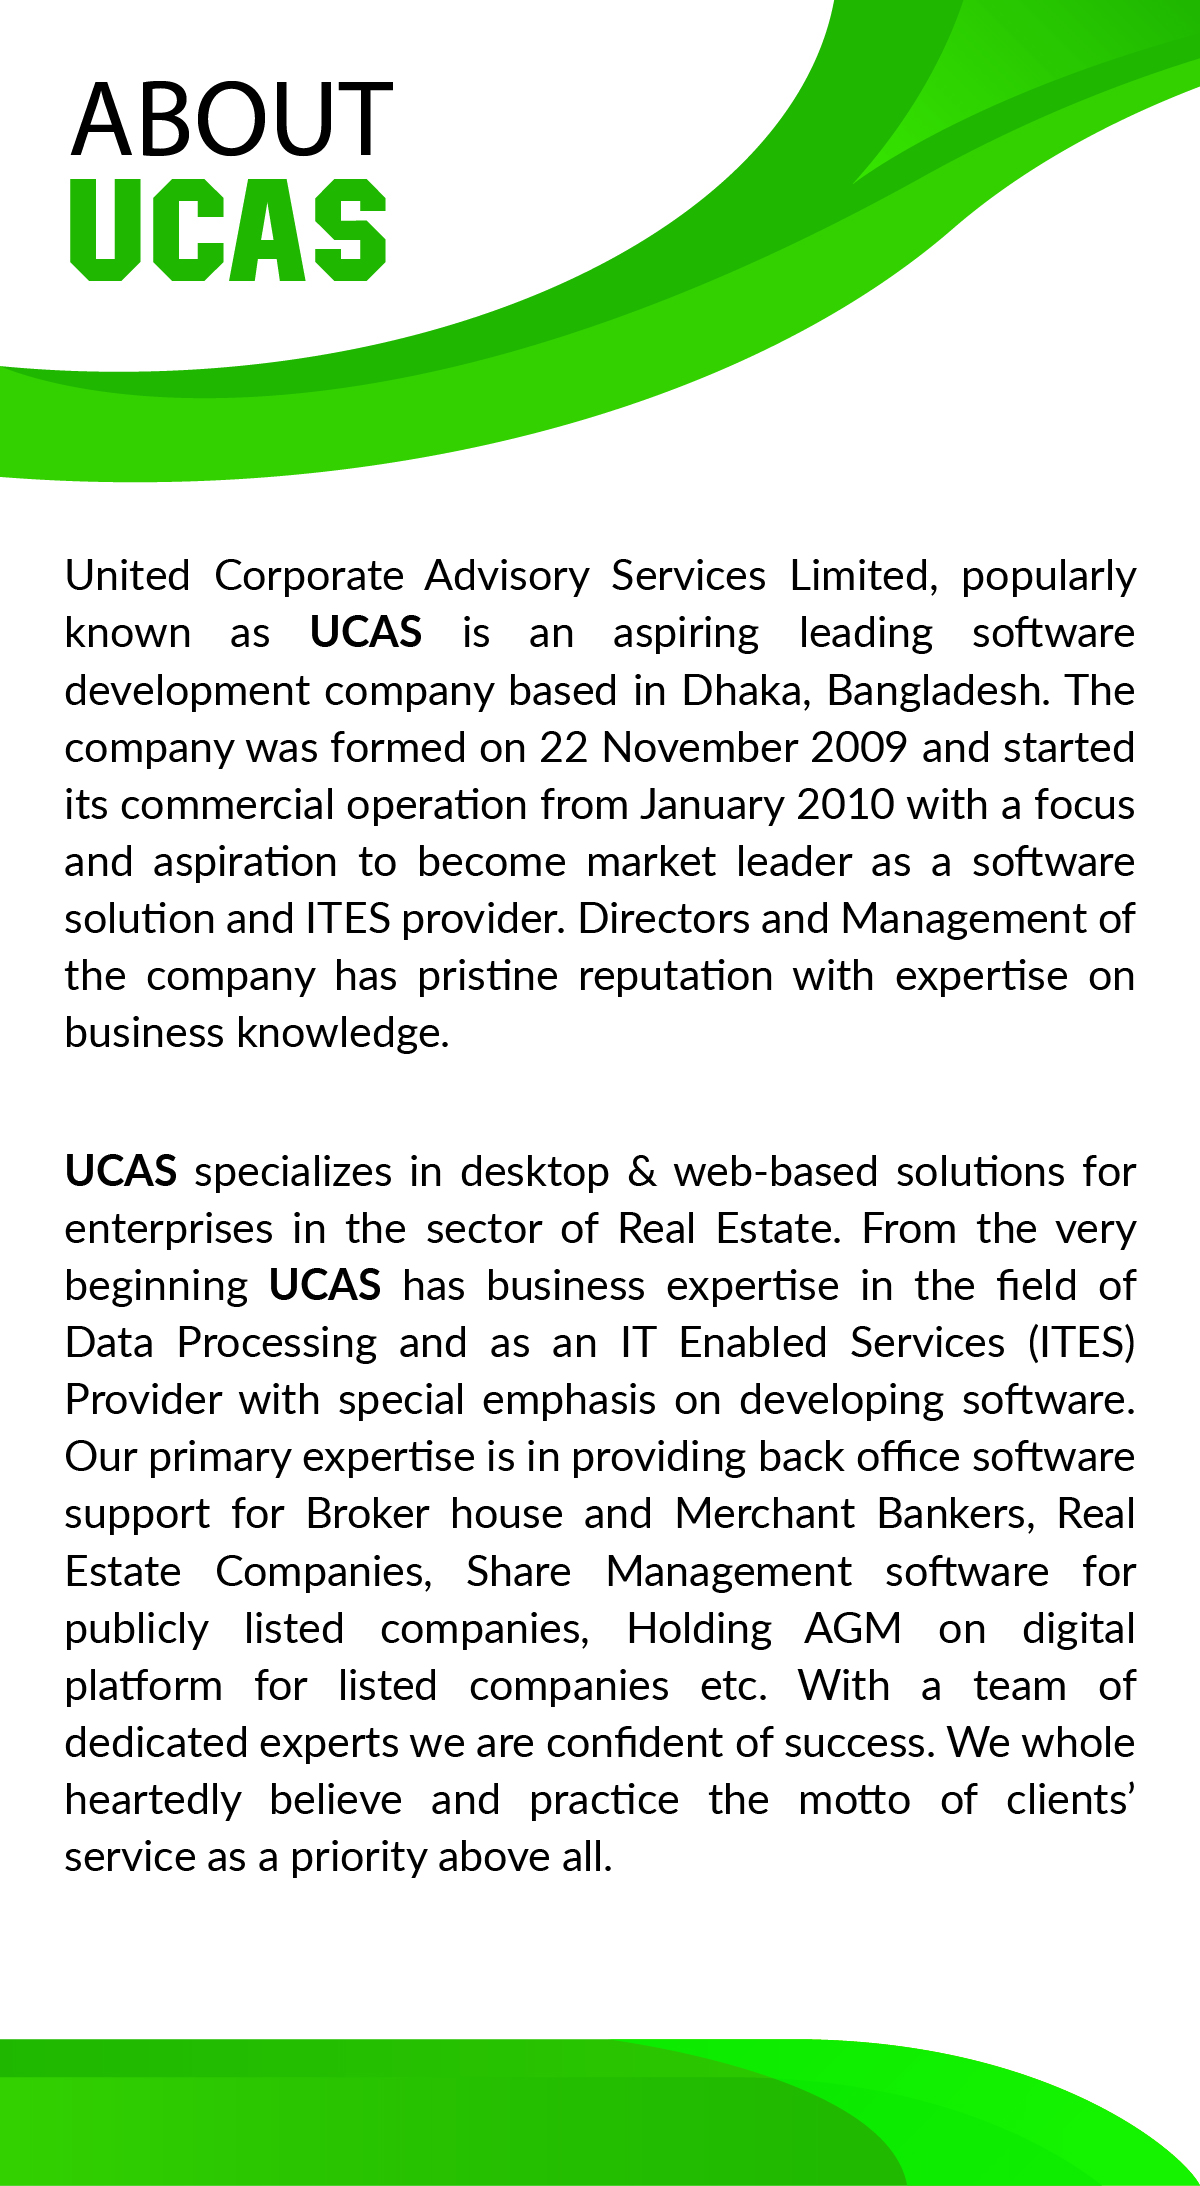 ABOUT
UCAS
United Corporate Advisory Services Limited, popularly
known as UCAS is an aspiring leading software
development company based in Dhaka, Bangladesh. The
company was formed on 22 November 2009 and started
its commercial operation from January 2010 with a focus
and aspiration to become market leader as a software
solution and ITES provider. Directors and Management of
the company has pristine reputation with expertise on
business knowledge.
UCAS specializes in desktop & web-based solutions for
enterprises in the sector of Real Estate. From the very
beginning UCAS has business expertise in the field of
Data Processing and as an IT Enabled Services (ITES)
Provider with special emphasis on developing software.
Our primary expertise is in providing back office software
support for Broker house and Merchant Bankers, Real
Estate Companies, Share Management software for
publicly listed companies, Holding AGM on digital
platform for listed companies etc. With a team of
dedicated experts we are confident of success. We whole
heartedly believe and practice the motto of clients’
service as a priority above all.